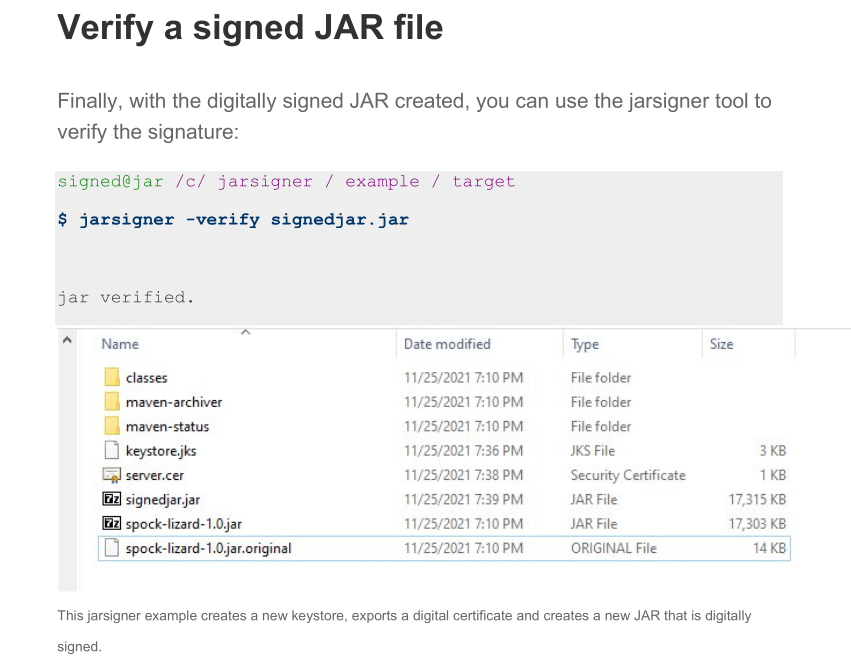 Verify a signed JAR file
Finally, with the digitally signed JAR created, you can use the jarsigner tool to
verify the signature:
signed@jar /c/ jarsigner / example / target
$ jarsigner -verify signedjar.jar
jar verified.
Name Date modified Type Size
classes 11/25/2021 7:10 PM File folder
maven-archiver 11/25/2021 7:10 PM File folder
maven-status 11/25/2021 7:10 PM File folder
keystore.jks 11/25/2021 7:36 PM JKS File 3 KB
server.cer 11/25/2021 7:38 PM Security Certificate 1 KB
signedjar.jar 11/25/2021 7:39 PM JAR File 17,315 KB
spock-lizard-1.0.jar 11/25/2021 7:10 PM JAR File 17,303 KB
spock-lizard-1.0.jar.original 11/25/2021 7:10 PM ORIGINAL File 14 KB
This jarsigner example creates a new keystore, exports a digital certificate and creates a new JAR that is digitally
signed.